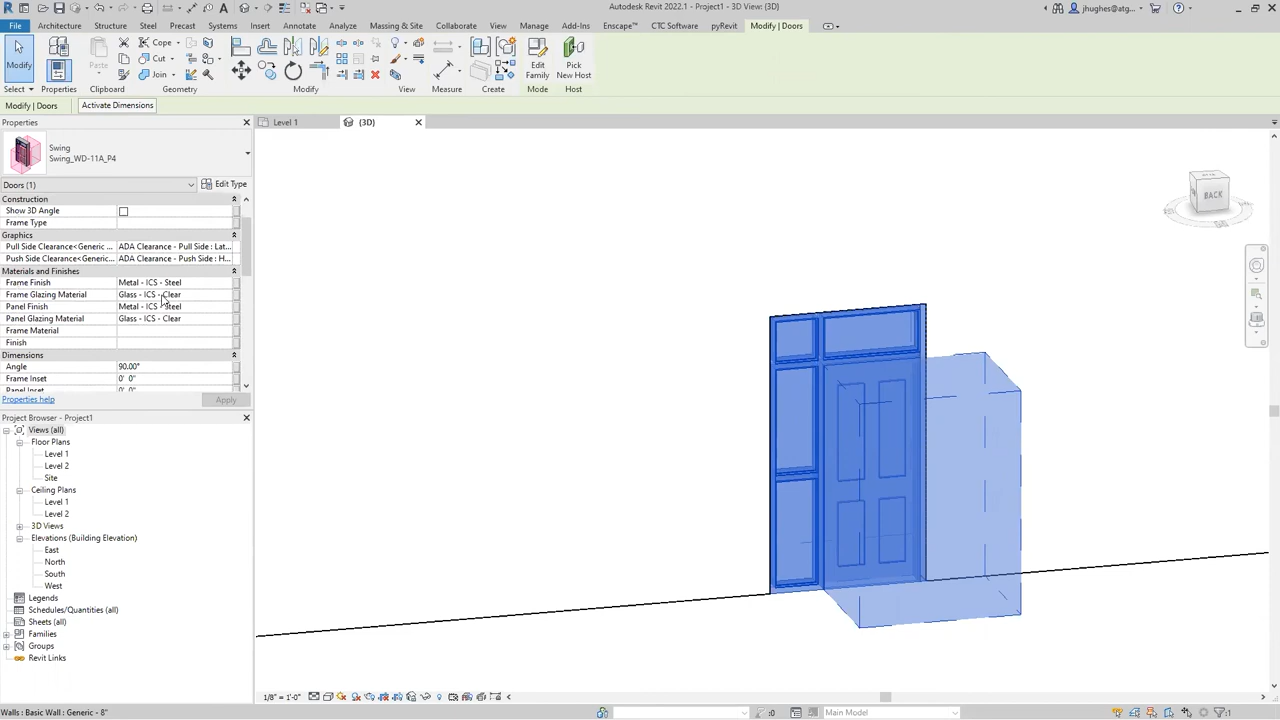 Autodesk Revit 2022.1 - Project1 - 3D View: {3D}
jhughes@atg...
File Architecture Structure Steel Precast Systems Insert Annotate Analyze Massing & Site Collaborate View Manage Add-Ins Enscape™ CTC Software pyRevit Modify | Doors
Modify Paste Cope Cut Join Edit Family Pick New Host
Select Properties Clipboard Geometry Modify View Measure Create Mode Host
Modify | Doors Activate Dimensions
Properties Level 1 {3D}
Swing
Swing_WD-11A_P4
Doors (1) Edit Type
Construction
Show 3D Angle
Frame Type
Graphics
Pull Side Clearance<Generic ... ADA Clearance - Pull Side : Lat...
Push Side Clearance<Generic... ADA Clearance - Push Side : H...
Materials and Finishes
Frame Finish Metal - ICS - Steel
Frame Glazing Material Glass - ICS - Clear
Panel Finish Metal - ICS - Steel
Panel Glazing Material Glass - ICS - Clear
Frame Material
Finish
Dimensions
Angle 90.00°
Frame Inset 0' 0"
Panel Inset 0' 0"
Properties help Apply
Project Browser - Project1
Views (all)
Floor Plans
Level 1
Level 2
Site
Ceiling Plans
Level 1
Level 2
3D Views
Elevations (Building Elevation)
East
North
South
West
Legends
Schedules/Quantities (all)
Sheets (all)
Families
Groups
Revit Links
BACK
1/8" = 1'-0"
Walls : Basic Wall : Generic - 8" :0 Main Model :1